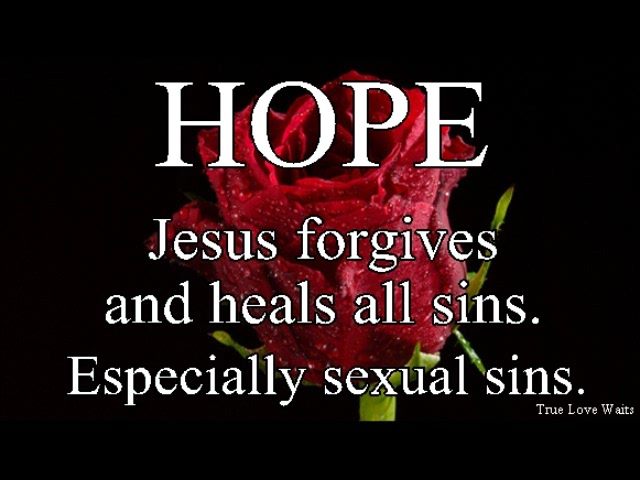 HOPE
Jesus forgives
and heals all sins.
Especially sexual sins.
True Love Waits